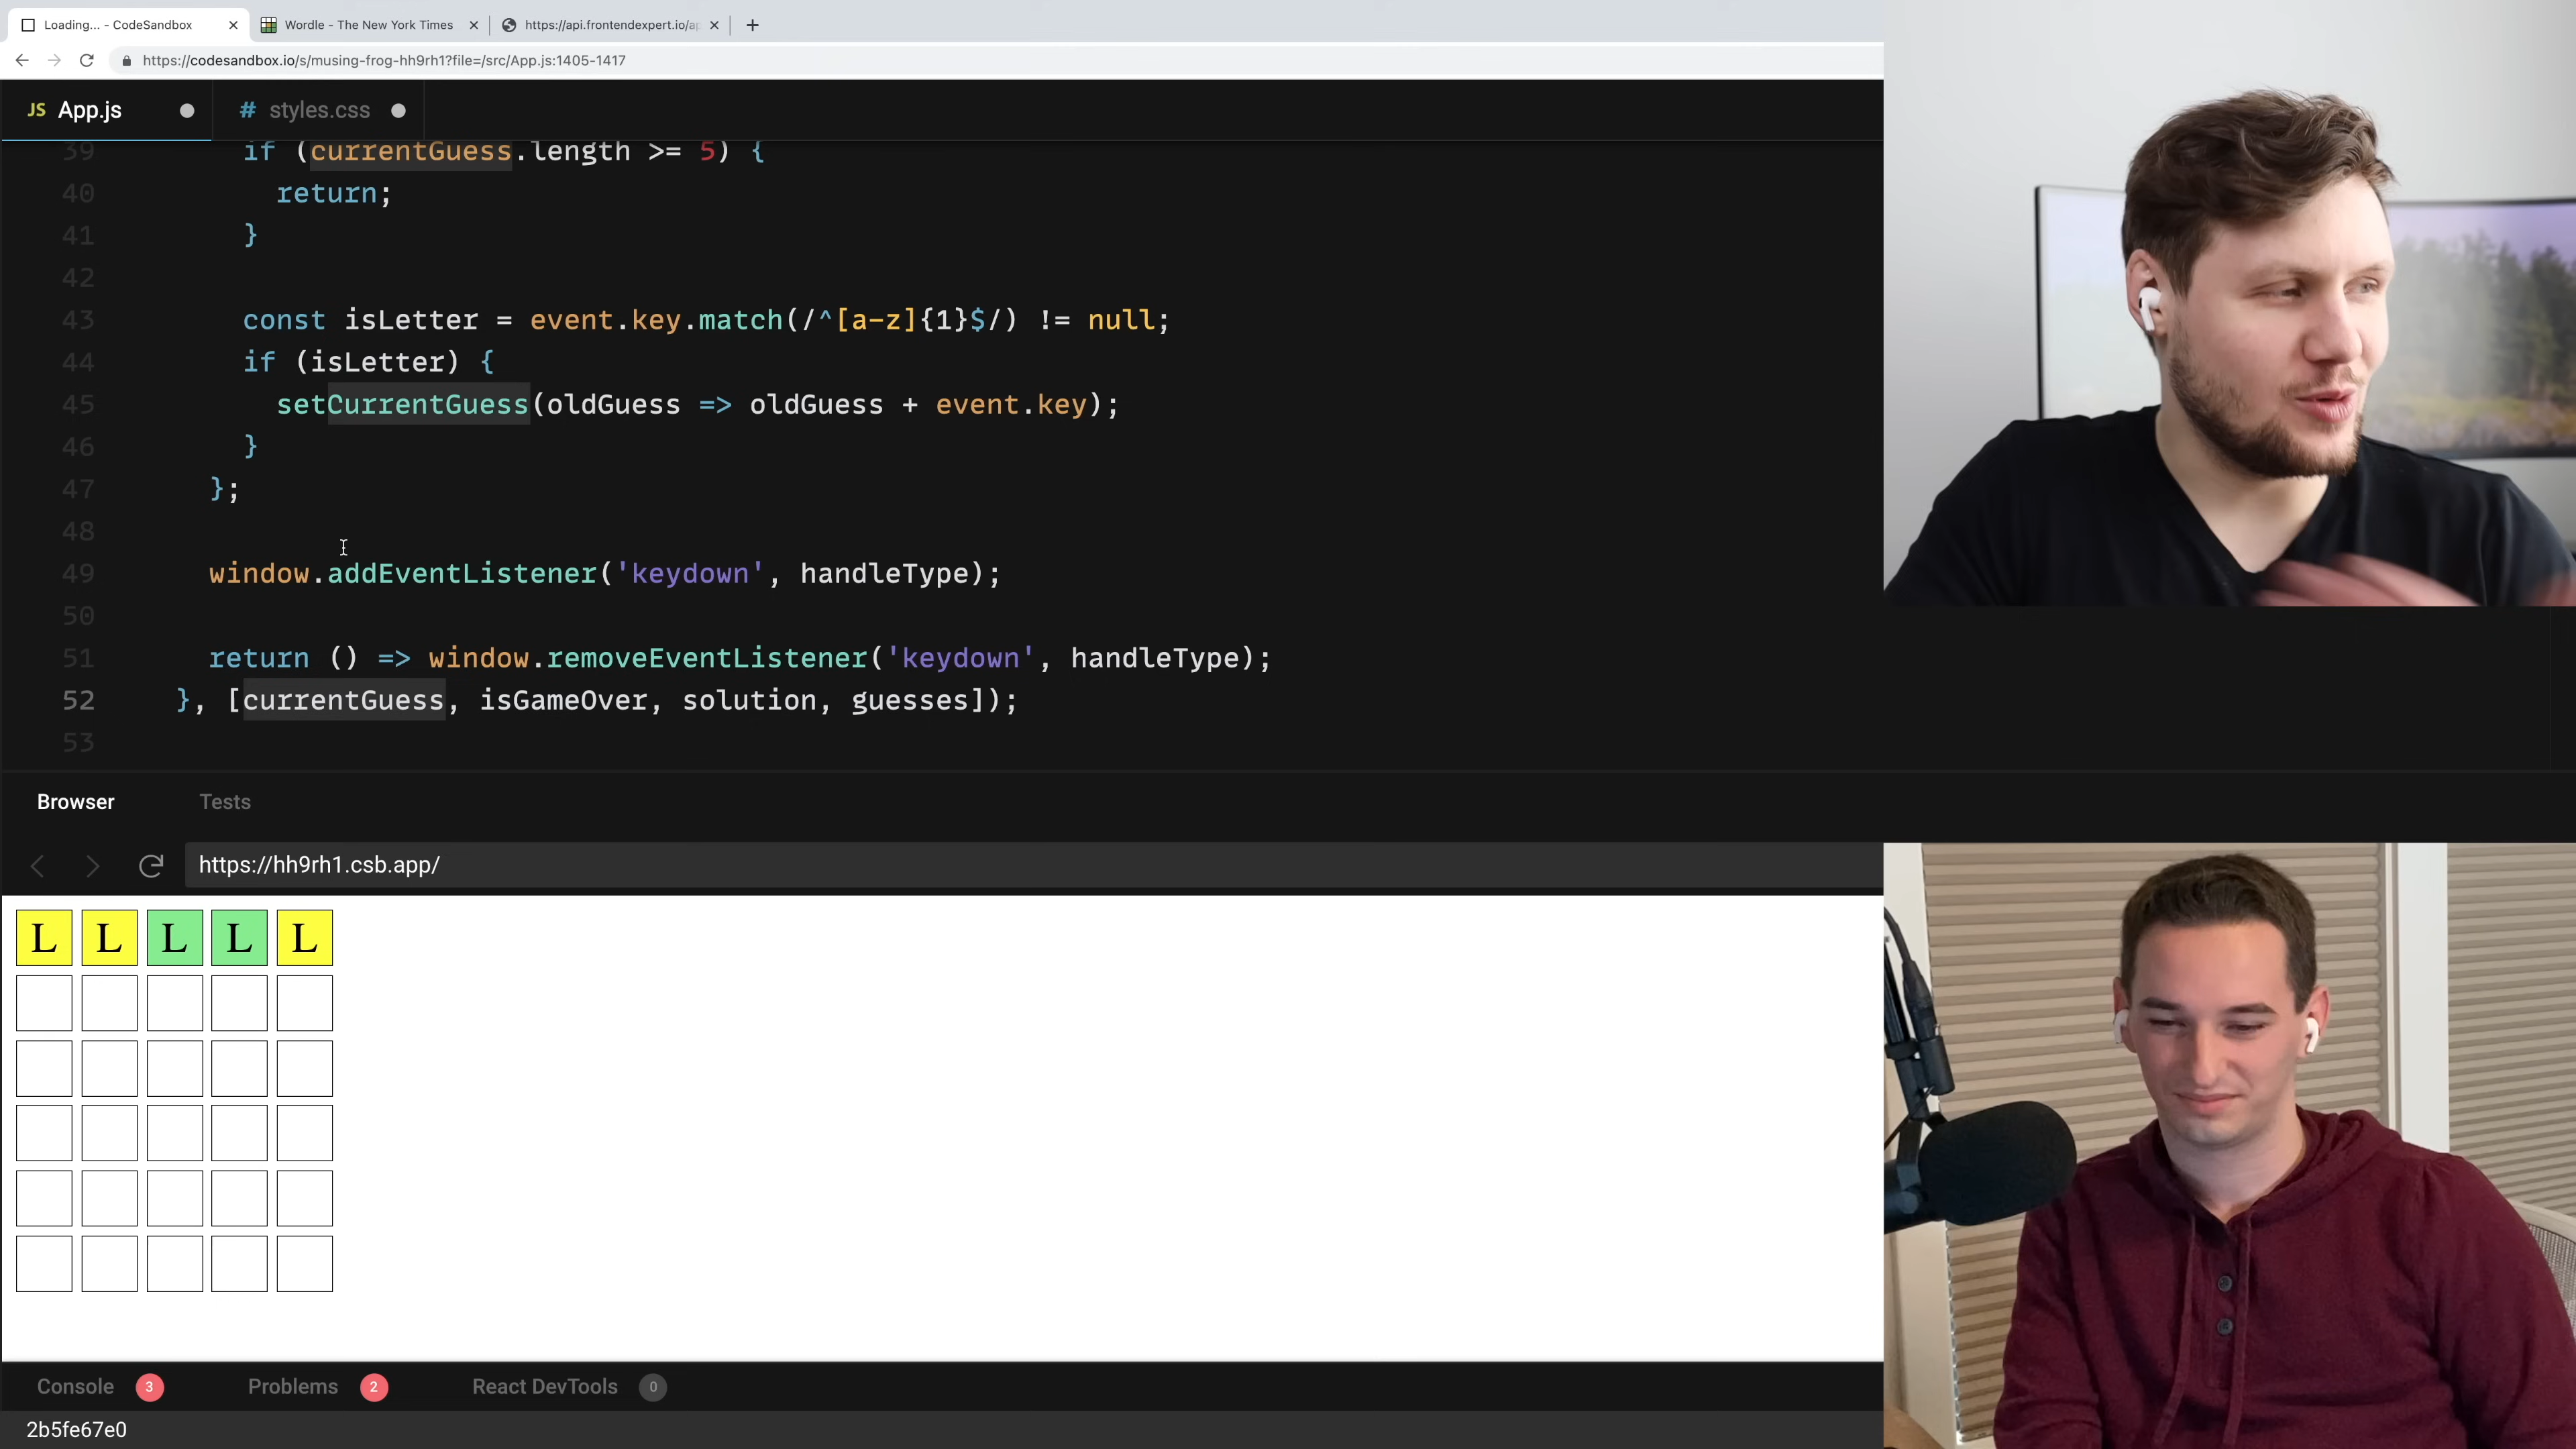 Loading... - CodeSandbox
Wordle - The New York Times
https://api.frontendexpert.io/ap
https://codesandbox.io/s/musing-frog-hh9rh1?file=/src/App.js:1405-1417
JS App.js
# styles.css
39 if (currentGuess.length >= 5) {
40 return;
41 }
42
43 const isLetter = event.key.match(/^[a-z]{1}$/) != null;
44 if (isLetter) {
45 setCurrentGuess(oldGuess => oldGuess + event.key);
46 }
47 };
48
49 window.addEventListener('keydown', handleType);
50
51 return () => window.removeEventListener('keydown', handleType);
52 }, [currentGuess, isGameOver, solution, guesses]);
53
Browser Tests
https://hh9rh1.csb.app/
L L L L L
Console 3 Problems 2 React DevTools 0
2b5fe67e0